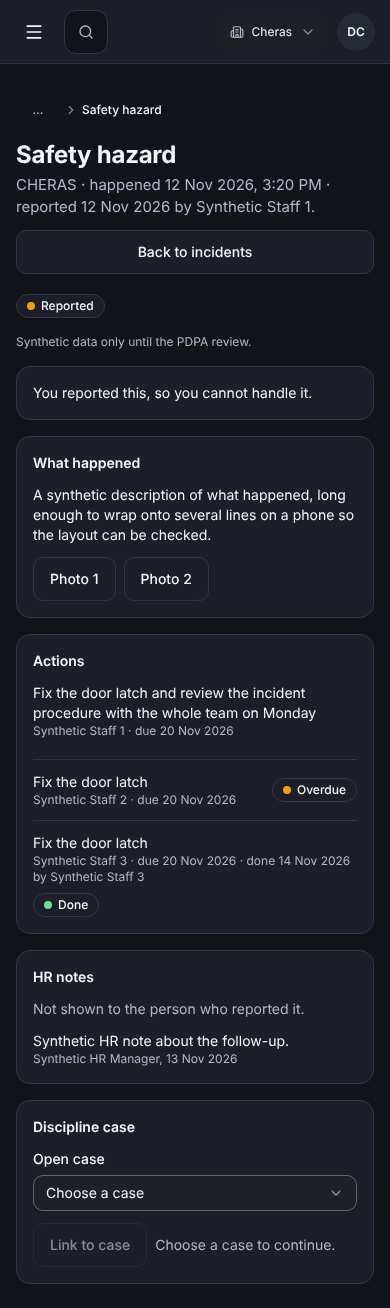 Cheras
DC
...
Safety hazard
Safety hazard
CHERAS · happened 12 Nov 2026, 3:20 PM ·
reported 12 Nov 2026 by Synthetic Staff 1.
Back to incidents
Reported
Synthetic data only until the PDPA review.
You reported this, so you cannot handle it.
What happened
A synthetic description of what happened, long
enough to wrap onto several lines on a phone so
the layout can be checked.
Photo 1
Photo 2
Actions
Fix the door latch and review the incident
procedure with the whole team on Monday
Synthetic Staff 1 · due 20 Nov 2026
Fix the door latch
Synthetic Staff 2 · due 20 Nov 2026
Overdue
Fix the door latch
Synthetic Staff 3 · due 20 Nov 2026 · done 14 Nov 2026
by Synthetic Staff 3
Done
HR notes
Not shown to the person who reported it.
Synthetic HR note about the follow-up.
Synthetic HR Manager, 13 Nov 2026
Discipline case
Open case
Choose a case
Link to case
Choose a case to continue.